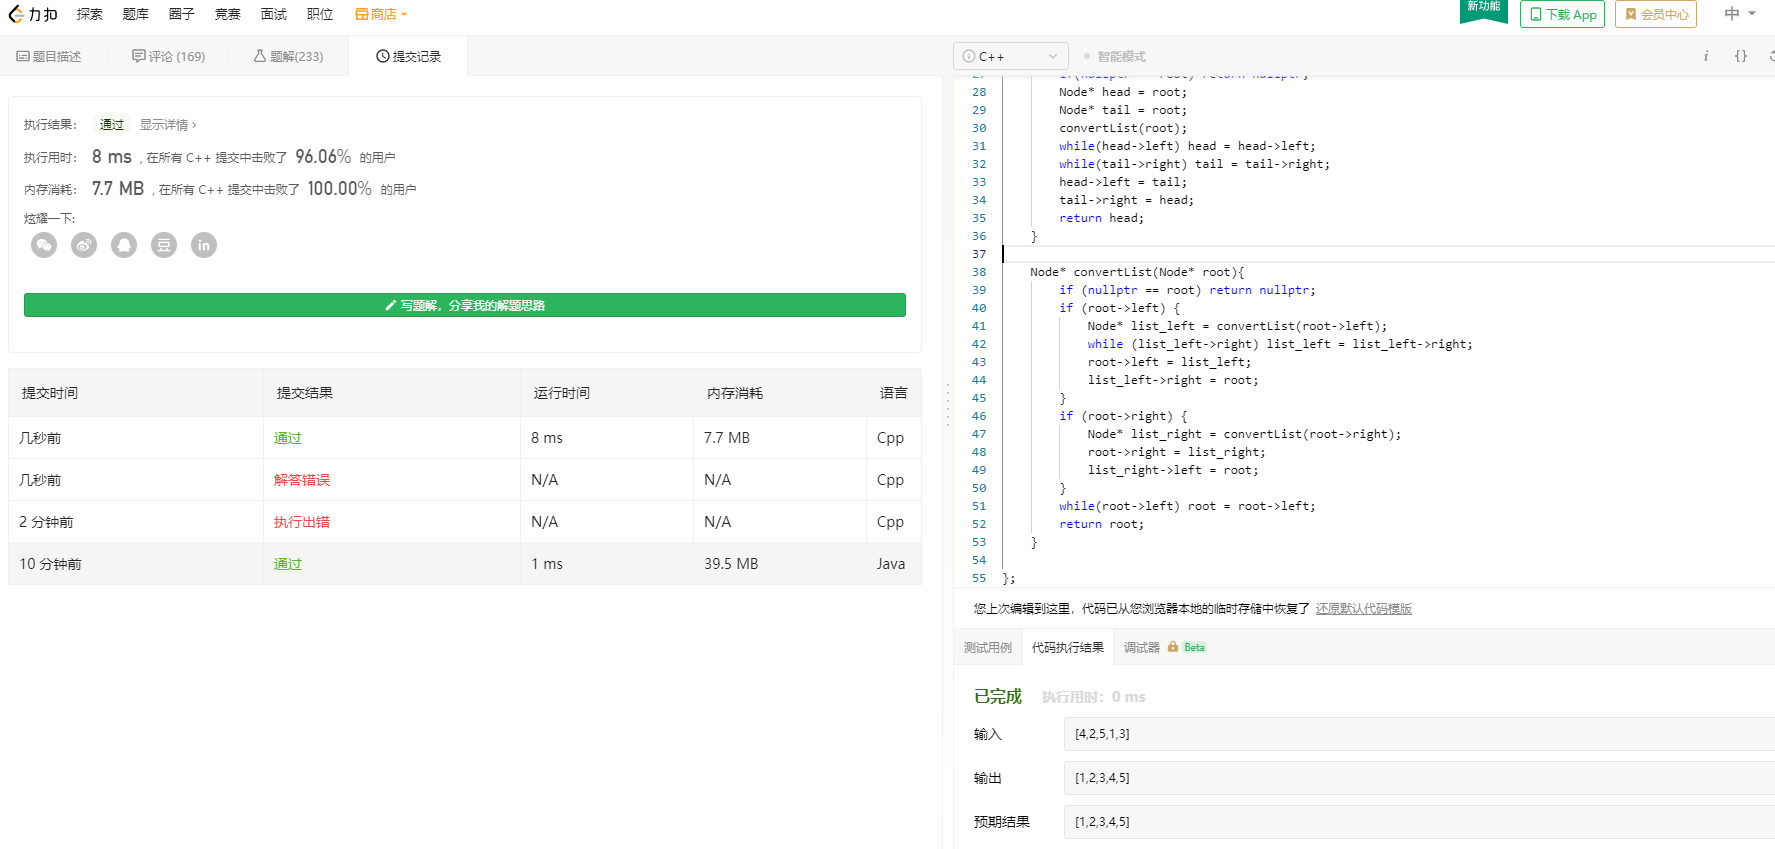 力扣 探索 题库 圈子 竞赛 面试 职位 商店
新功能 下载 App 会员中心 中
题目描述 评论 (169) 题解(233) 提交记录
执行结果： 通过 显示详情 ›
执行用时： 8 ms , 在所有 C++ 提交中击败了 96.06% 的用户
内存消耗： 7.7 MB , 在所有 C++ 提交中击败了 100.00% 的用户
炫耀一下:
豆 in
写题解，分享我的解题思路
提交时间 提交结果 运行时间 内存消耗 语言
几秒前 通过 8 ms 7.7 MB Cpp
几秒前 解答错误 N/A N/A Cpp
2 分钟前 执行出错 N/A N/A Cpp
10 分钟前 通过 1 ms 39.5 MB Java
C++ 智能模式 i {}
28 Node* head = root;
29 Node* tail = root;
30 convertList(root);
31 while(head->left) head = head->left;
32 while(tail->right) tail = tail->right;
33 head->left = tail;
34 tail->right = head;
35 return head;
36 }
37
38 Node* convertList(Node* root){
39 if (nullptr == root) return nullptr;
40 if (root->left) {
41 Node* list_left = convertList(root->left);
42 while (list_left->right) list_left = list_left->right;
43 root->left = list_left;
44 list_left->right = root;
45 }
46 if (root->right) {
47 Node* list_right = convertList(root->right);
48 root->right = list_right;
49 list_right->left = root;
50 }
51 while(root->left) root = root->left;
52 return root;
53 }
54
55 };
您上次编辑到这里，代码已从您浏览器本地的临时存储中恢复了 还原默认代码模版
测试用例 代码执行结果 调试器 Beta
已完成 执行用时：0 ms
输入 [4,2,5,1,3]
输出 [1,2,3,4,5]
预期结果 [1,2,3,4,5]